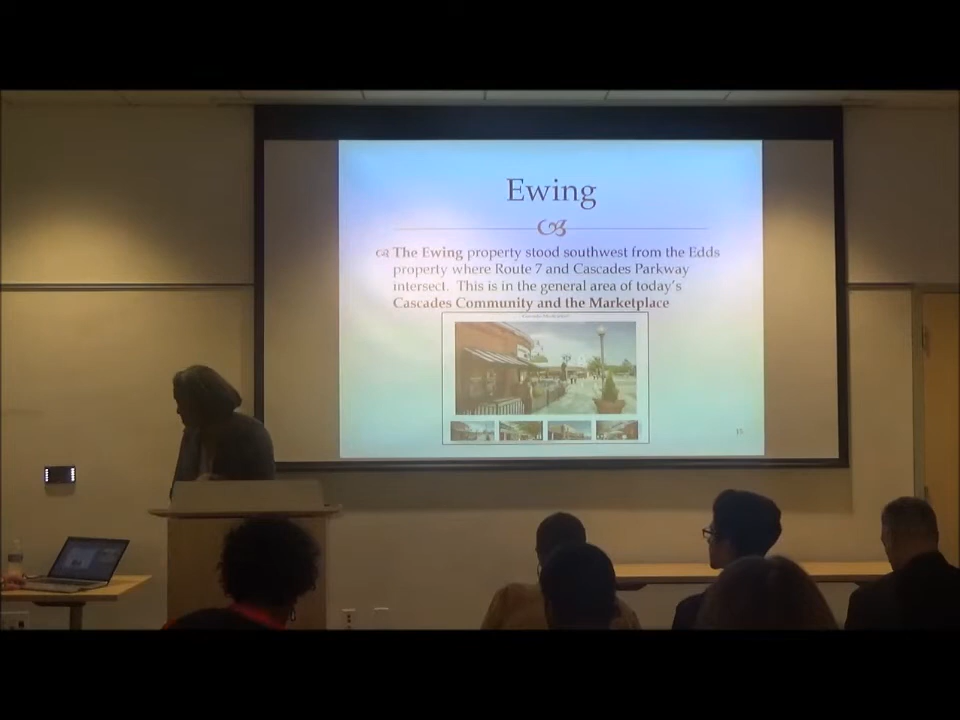 Ewing
The Ewing property stood southwest from the Edds
property where Route 7 and Cascades Parkway
intersect. This is in the general area of today's
Cascades Community and the Marketplace
15